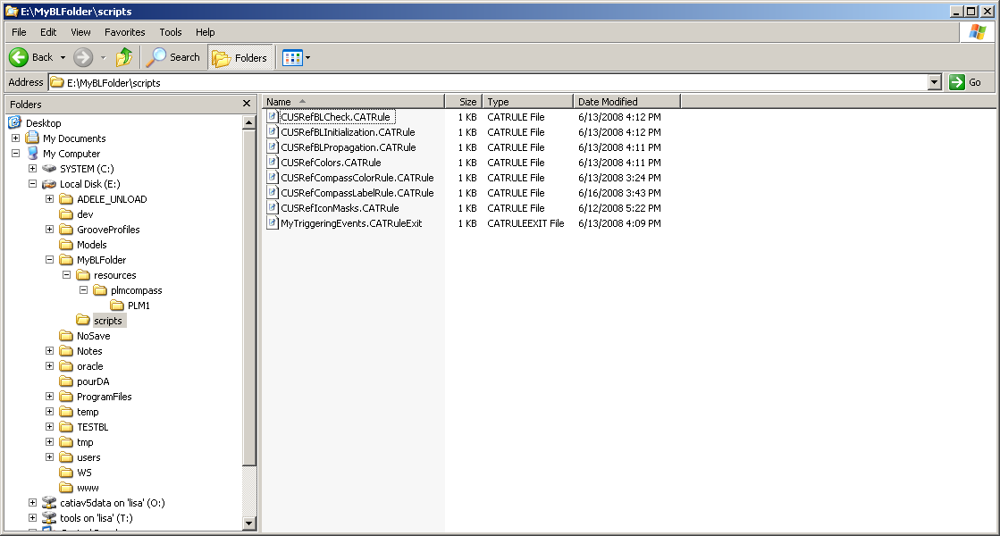 E:\MyBLFolder\scripts
File Edit View Favorites Tools Help
Back Search Folders
Address E:\MyBLFolder\scripts Go
Folders
Desktop
My Documents
My Computer
SYSTEM (C:)
Local Disk (E:)
ADELE_UNLOAD
dev
GrooveProfiles
Models
MyBLFolder
resources
plmcompass
PLM1
scripts
NoSave
Notes
oracle
pourDA
ProgramFiles
temp
TESTBL
tmp
users
WS
www
catiav5data on 'lisa' (O:)
tools on 'lisa' (T:)
Name Size Type Date Modified
CUSRefBLCheck.CATRule 1 KB CATRULE File 6/13/2008 4:12 PM
CUSRefBLInitialization.CATRule 1 KB CATRULE File 6/13/2008 4:12 PM
CUSRefBLPropagation.CATRule 1 KB CATRULE File 6/13/2008 4:11 PM
CUSRefColors.CATRule 1 KB CATRULE File 6/13/2008 4:11 PM
CUSRefCompassColorRule.CATRule 1 KB CATRULE File 6/13/2008 3:24 PM
CUSRefCompassLabelRule.CATRule 1 KB CATRULE File 6/16/2008 3:43 PM
CUSRefIconMasks.CATRule 1 KB CATRULE File 6/12/2008 5:22 PM
MyTriggeringEvents.CATRuleExit 1 KB CATRULEEXIT File 6/13/2008 4:09 PM